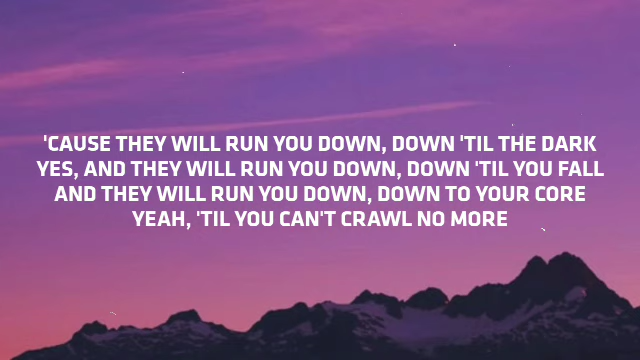 'CAUSE THEY WILL RUN YOU DOWN, DOWN 'TIL THE DARK
YES, AND THEY WILL RUN YOU DOWN, DOWN 'TIL YOU FALL
AND THEY WILL RUN YOU DOWN, DOWN TO YOUR CORE
YEAH, 'TIL YOU CAN'T CRAWL NO MORE